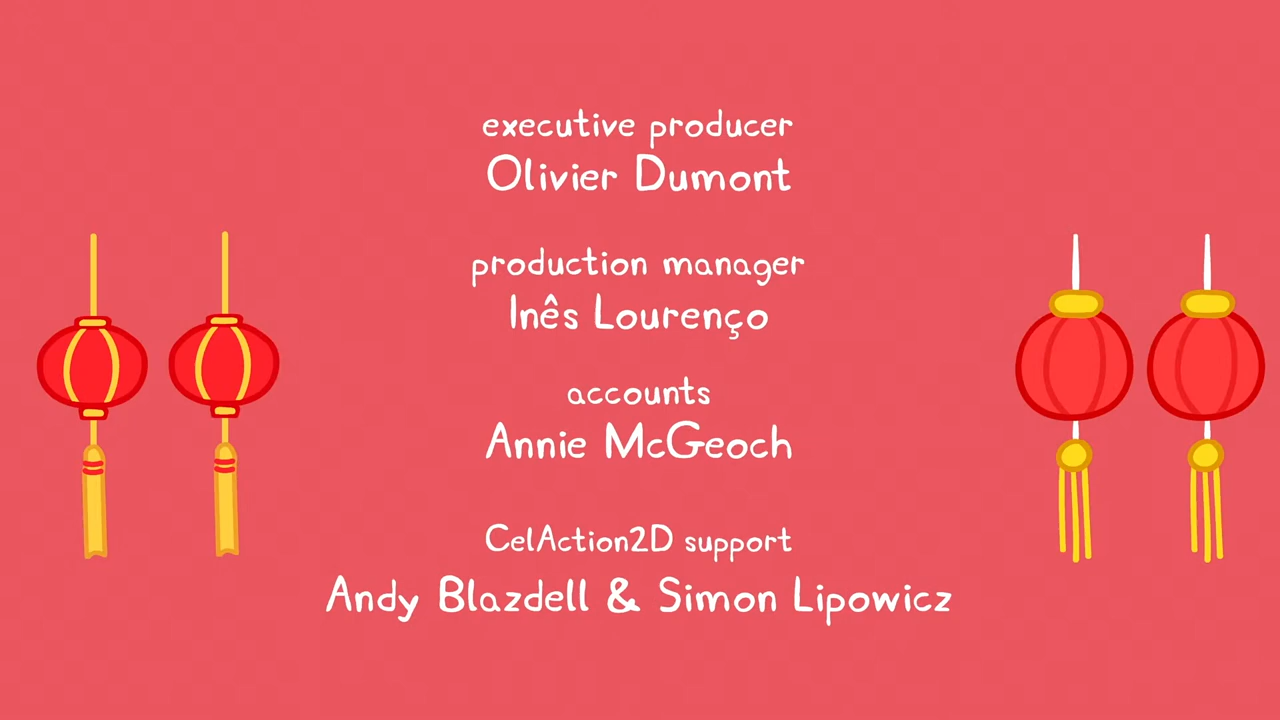 executive producer
Olivier Dumont
production manager
Inês Lourenço
accounts
Annie McGeoch
CelAction2D support
Andy Blazdell & Simon Lipowicz